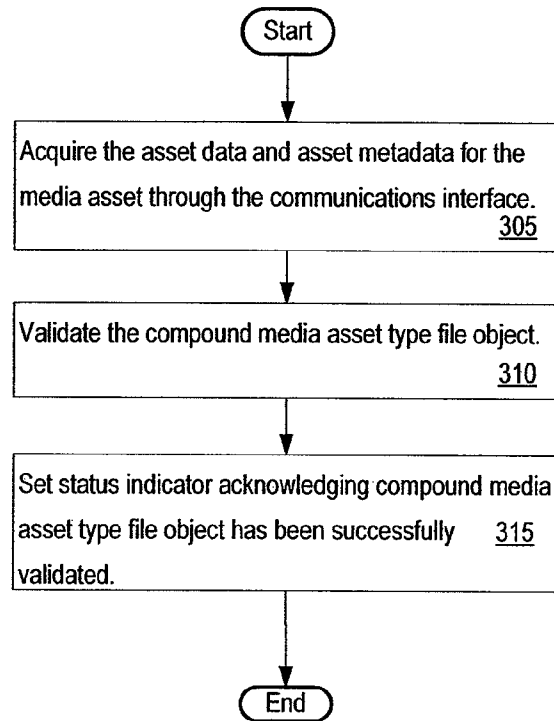 Start
Acquire the asset data and asset metadata for the
media asset through the communications interface.
305
Validate the compound media asset type file object.
310
Set status indicator acknowledging compound media
asset type file object has been successfully 315
validated.
End